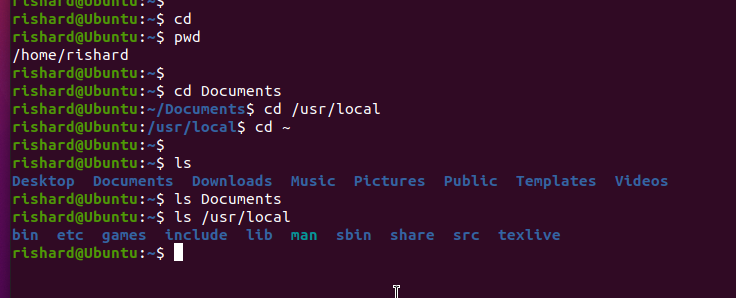 rishard@Ubuntu:~$
rishard@Ubuntu:~$ cd
rishard@Ubuntu:~$ pwd
/home/rishard
rishard@Ubuntu:~$
rishard@Ubuntu:~$ cd Documents
rishard@Ubuntu:~/Documents$ cd /usr/local
rishard@Ubuntu:/usr/local$ cd ~
rishard@Ubuntu:~$
rishard@Ubuntu:~$ ls
Desktop  Documents  Downloads  Music  Pictures  Public  Templates  Videos
rishard@Ubuntu:~$ ls Documents
rishard@Ubuntu:~$ ls /usr/local
bin  etc  games  include  lib  man  sbin  share  src  texlive
rishard@Ubuntu:~$